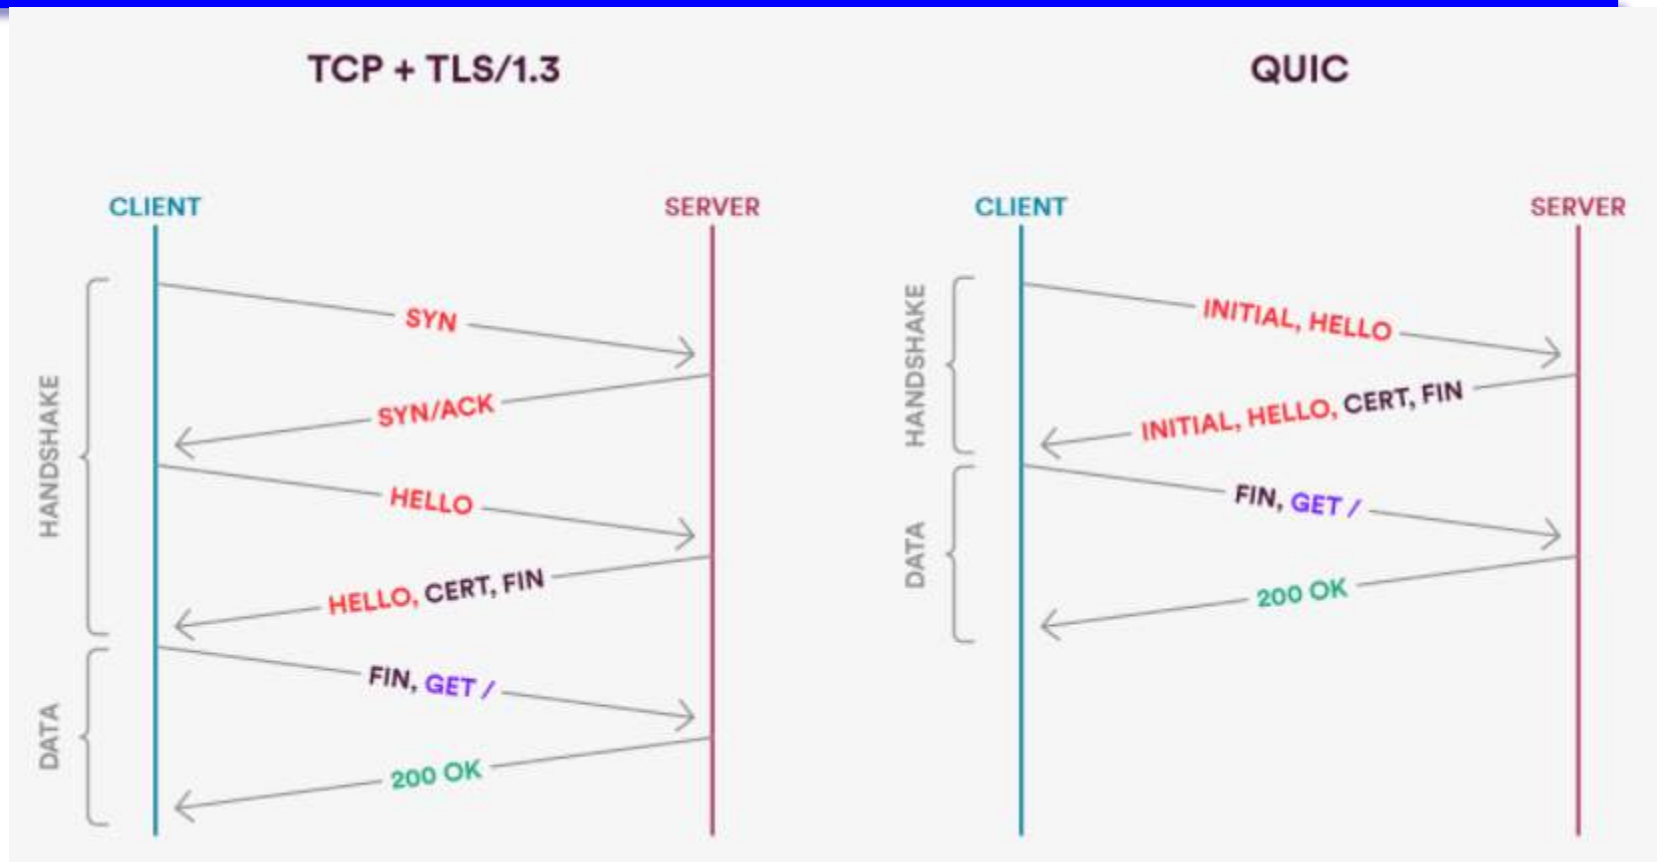 TCP + TLS/1.3
CLIENT
SERVER
HANDSHAKE
SYN
SYN/ACK
HELLO
HELLO, CERT, FIN
DATA
FIN, GET /
200 OK
QUIC
CLIENT
SERVER
HANDSHAKE
INITIAL, HELLO
INITIAL, HELLO, CERT, FIN
DATA
FIN, GET /
200 OK